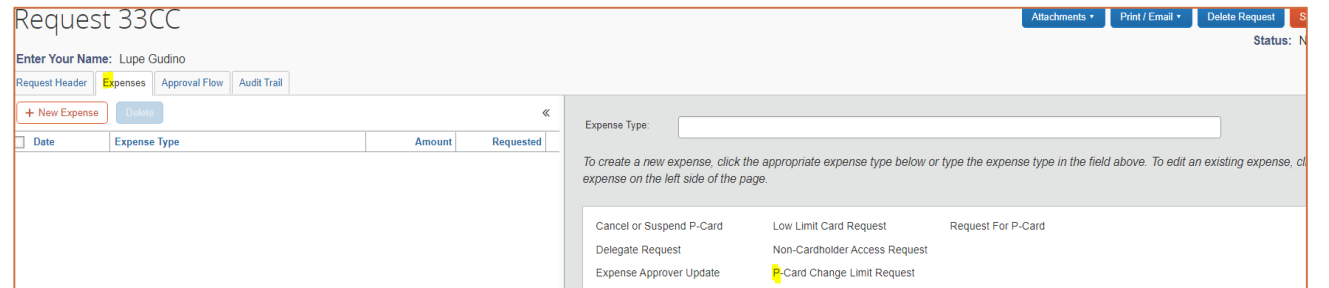 Request 33CC
Attachments Print / Email Delete Request S
Status: N
Enter Your Name: Lupe Gudino
Request Header Expenses Approval Flow Audit Trail
+ New Expense Delete «
Date Expense Type Amount Requested
Expense Type:
To create a new expense, click the appropriate expense type below or type the expense type in the field above. To edit an existing expense, cl
expense on the left side of the page.
Cancel or Suspend P-Card Low Limit Card Request Request For P-Card
Delegate Request Non-Cardholder Access Request
Expense Approver Update P-Card Change Limit Request